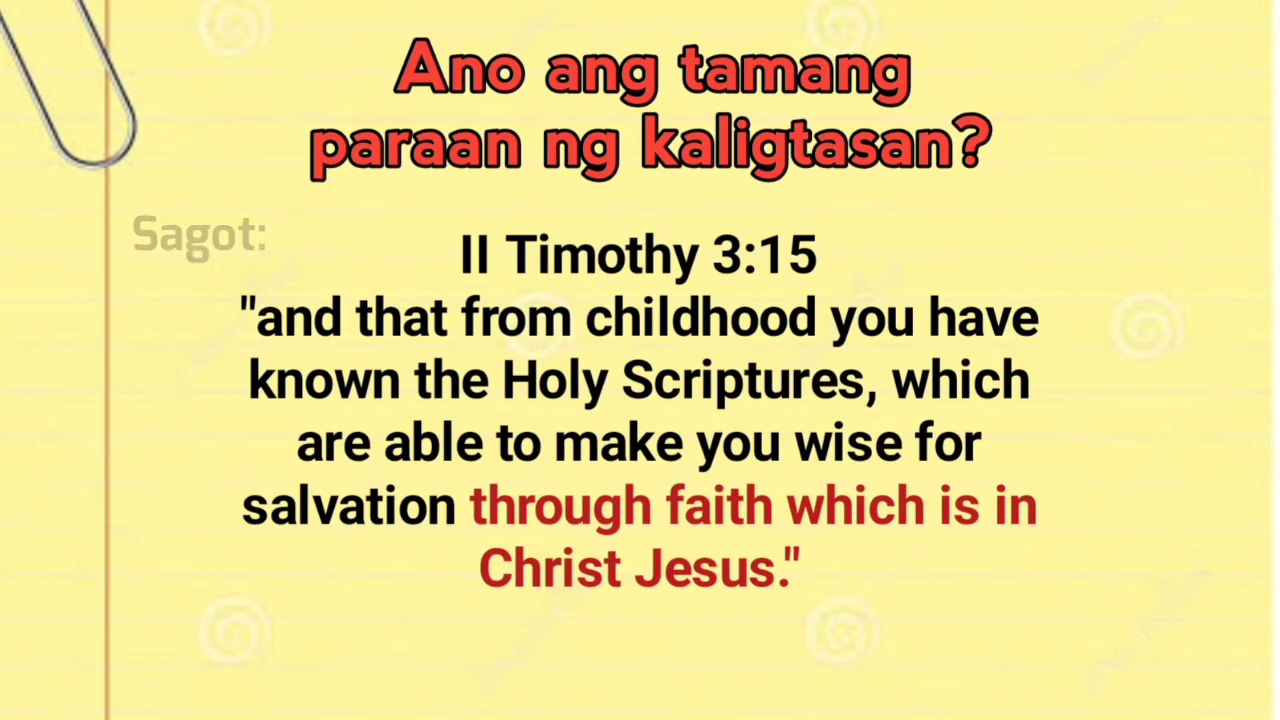 Ano ang tamang
paraan ng kaligtasan?
Sagot:
II Timothy 3:15
"and that from childhood you have
known the Holy Scriptures, which
are able to make you wise for
salvation through faith which is in
Christ Jesus."